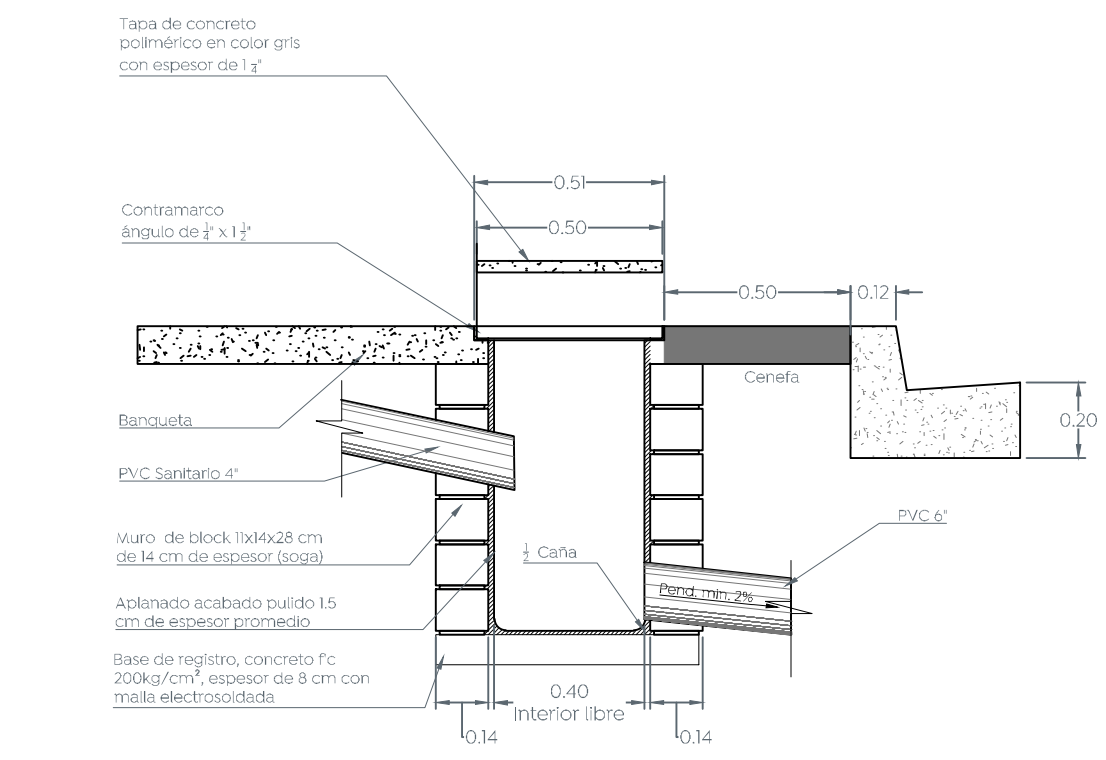 Tapa de concreto
polimérico en color gris
con espesor de 1 1/4"
0.51
Contramarco
ángulo de 1/4" x 1 1/2"
0.50
0.50
0.12
Cenefa
0.20
Banqueta
PVC Sanitario 4"
PVC 6"
Muro de block 11x14x28 cm
de 14 cm de espesor (soga)
1/2 Caña
Pend. min. 2%
Aplanado acabado pulido 1.5
cm de espesor promedio
Base de registro, concreto f'c
200kg/cm², espesor de 8 cm con
malla electrosoldada
0.40
Interior libre
0.14
0.14